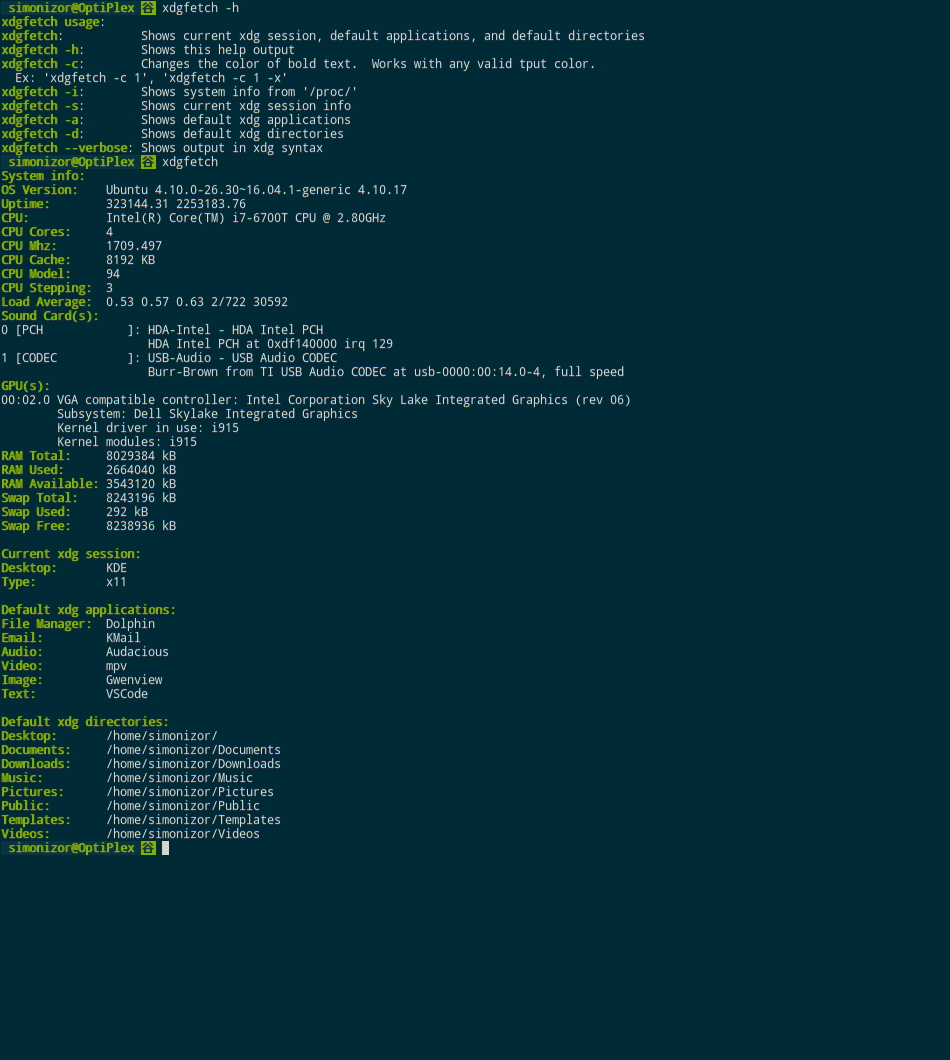 simonizor@OptiPlex 谷 xdgfetch -h
xdgfetch usage:
xdgfetch:           Shows current xdg session, default applications, and default directories
xdgfetch -h:        Shows this help output
xdgfetch -c:        Changes the color of bold text.  Works with any valid tput color.
  Ex: 'xdgfetch -c 1', 'xdgfetch -c 1 -x'
xdgfetch -i:        Shows system info from '/proc/'
xdgfetch -s:        Shows current xdg session info
xdgfetch -a:        Shows default xdg applications
xdgfetch -d:        Shows default xdg directories
xdgfetch --verbose: Shows output in xdg syntax
simonizor@OptiPlex 谷 xdgfetch
System info:
OS Version:    Ubuntu 4.10.0-26.30~16.04.1-generic 4.10.17
Uptime:        323144.31 2253183.76
CPU:           Intel(R) Core(TM) i7-6700T CPU @ 2.80GHz
CPU Cores:     4
CPU Mhz:       1709.497
CPU Cache:     8192 KB
CPU Model:     94
CPU Stepping:  3
Load Average:  0.53 0.57 0.63 2/722 30592
Sound Card(s):
0 [PCH            ]: HDA-Intel - HDA Intel PCH
                     HDA Intel PCH at 0xdf140000 irq 129
1 [CODEC          ]: USB-Audio - USB Audio CODEC
                     Burr-Brown from TI USB Audio CODEC at usb-0000:00:14.0-4, full speed
GPU(s):
00:02.0 VGA compatible controller: Intel Corporation Sky Lake Integrated Graphics (rev 06)
        Subsystem: Dell Skylake Integrated Graphics
        Kernel driver in use: i915
        Kernel modules: i915
RAM Total:     8029384 kB
RAM Used:      2664040 kB
RAM Available: 3543120 kB
Swap Total:    8243196 kB
Swap Used:     292 kB
Swap Free:     8238936 kB
Current xdg session:
Desktop:       KDE
Type:          x11
Default xdg applications:
File Manager:  Dolphin
Email:         KMail
Audio:         Audacious
Video:         mpv
Image:         Gwenview
Text:          VSCode
Default xdg directories:
Desktop:       /home/simonizor/
Documents:     /home/simonizor/Documents
Downloads:     /home/simonizor/Downloads
Music:         /home/simonizor/Music
Pictures:      /home/simonizor/Pictures
Public:        /home/simonizor/Public
Templates:     /home/simonizor/Templates
Videos:        /home/simonizor/Videos
simonizor@OptiPlex 谷